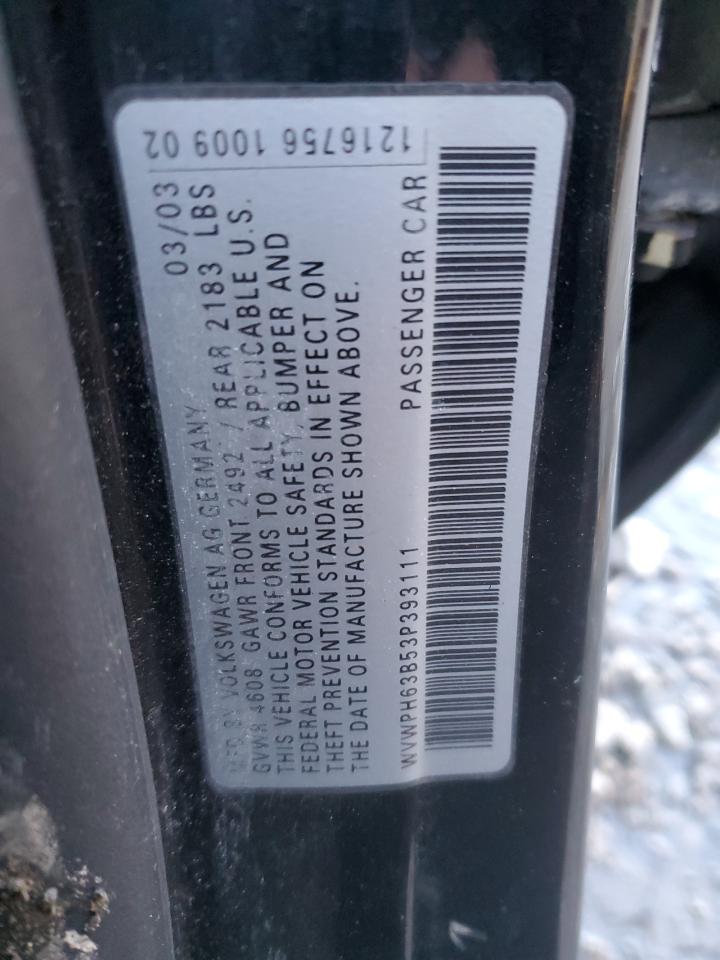 MFD BY VOLKSWAGEN AG GERMANY 03/03
GVWR 4608 GAWR FRONT 2492 / REAR 2183 LBS
THIS VEHICLE CONFORMS TO ALL APPLICABLE U.S.
FEDERAL MOTOR VEHICLE SAFETY, BUMPER AND
THEFT PREVENTION STANDARDS IN EFFECT ON
THE DATE OF MANUFACTURE SHOWN ABOVE.
WVWPH63B53P393111 PASSENGER CAR
1216756 1009 02